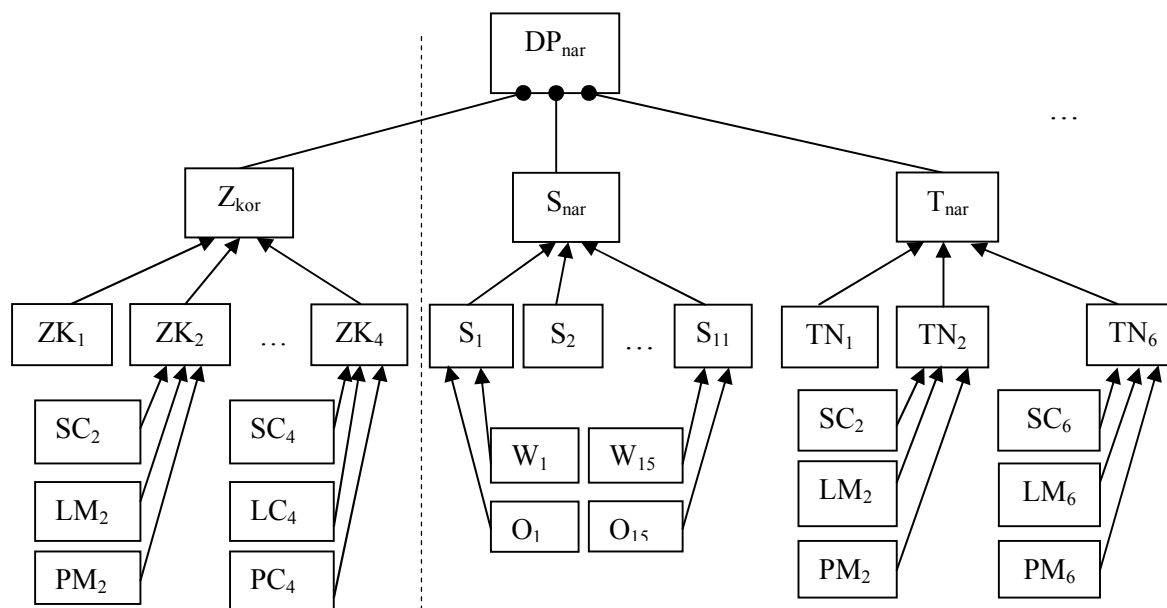 DPnar
…
Zkor
Snar
Tnar
ZK1
ZK2
…
ZK4
S1
S2
…
S11
TN1
TN2
TN6
SC2
SC4
W1
W15
SC2
SC6
LM2
LC4
O1
O15
LM2
LM6
PM2
PC4
PM2
PM6